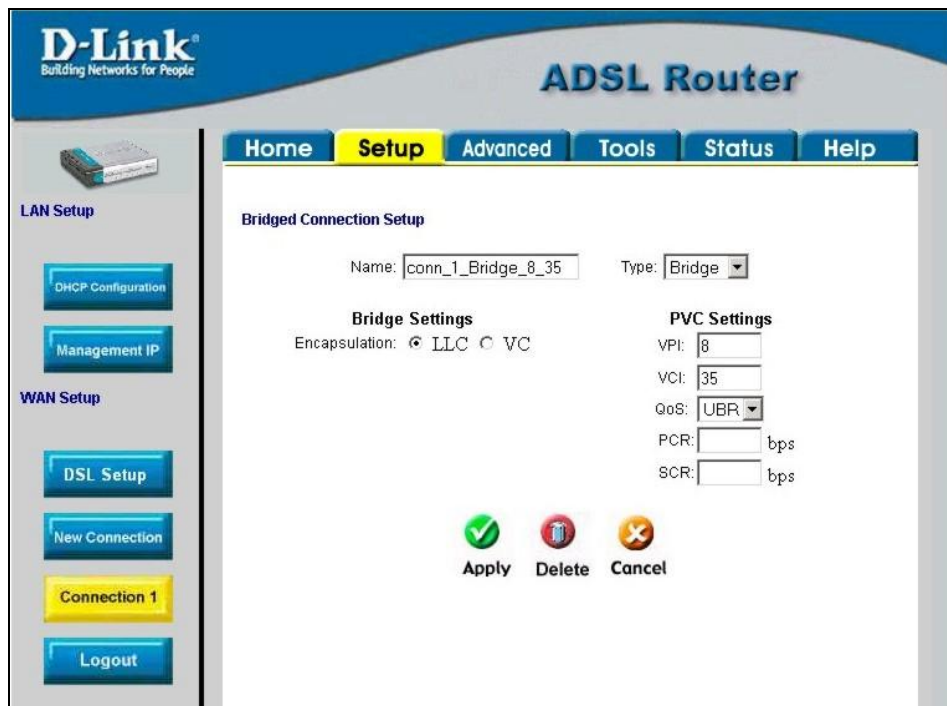 D-Link®
Building Networks for People
ADSL Router
Home Setup Advanced Tools Status Help
LAN Setup
DHCP Configuration
Management IP
WAN Setup
DSL Setup
New Connection
Connection 1
Logout
Bridged Connection Setup
Name: conn_1_Bridge_8_35 Type: Bridge
Bridge Settings
Encapsulation: LLC VC
PVC Settings
VPI: 8
VCI: 35
QoS: UBR
PCR: bps
SCR: bps
Apply Delete Cancel